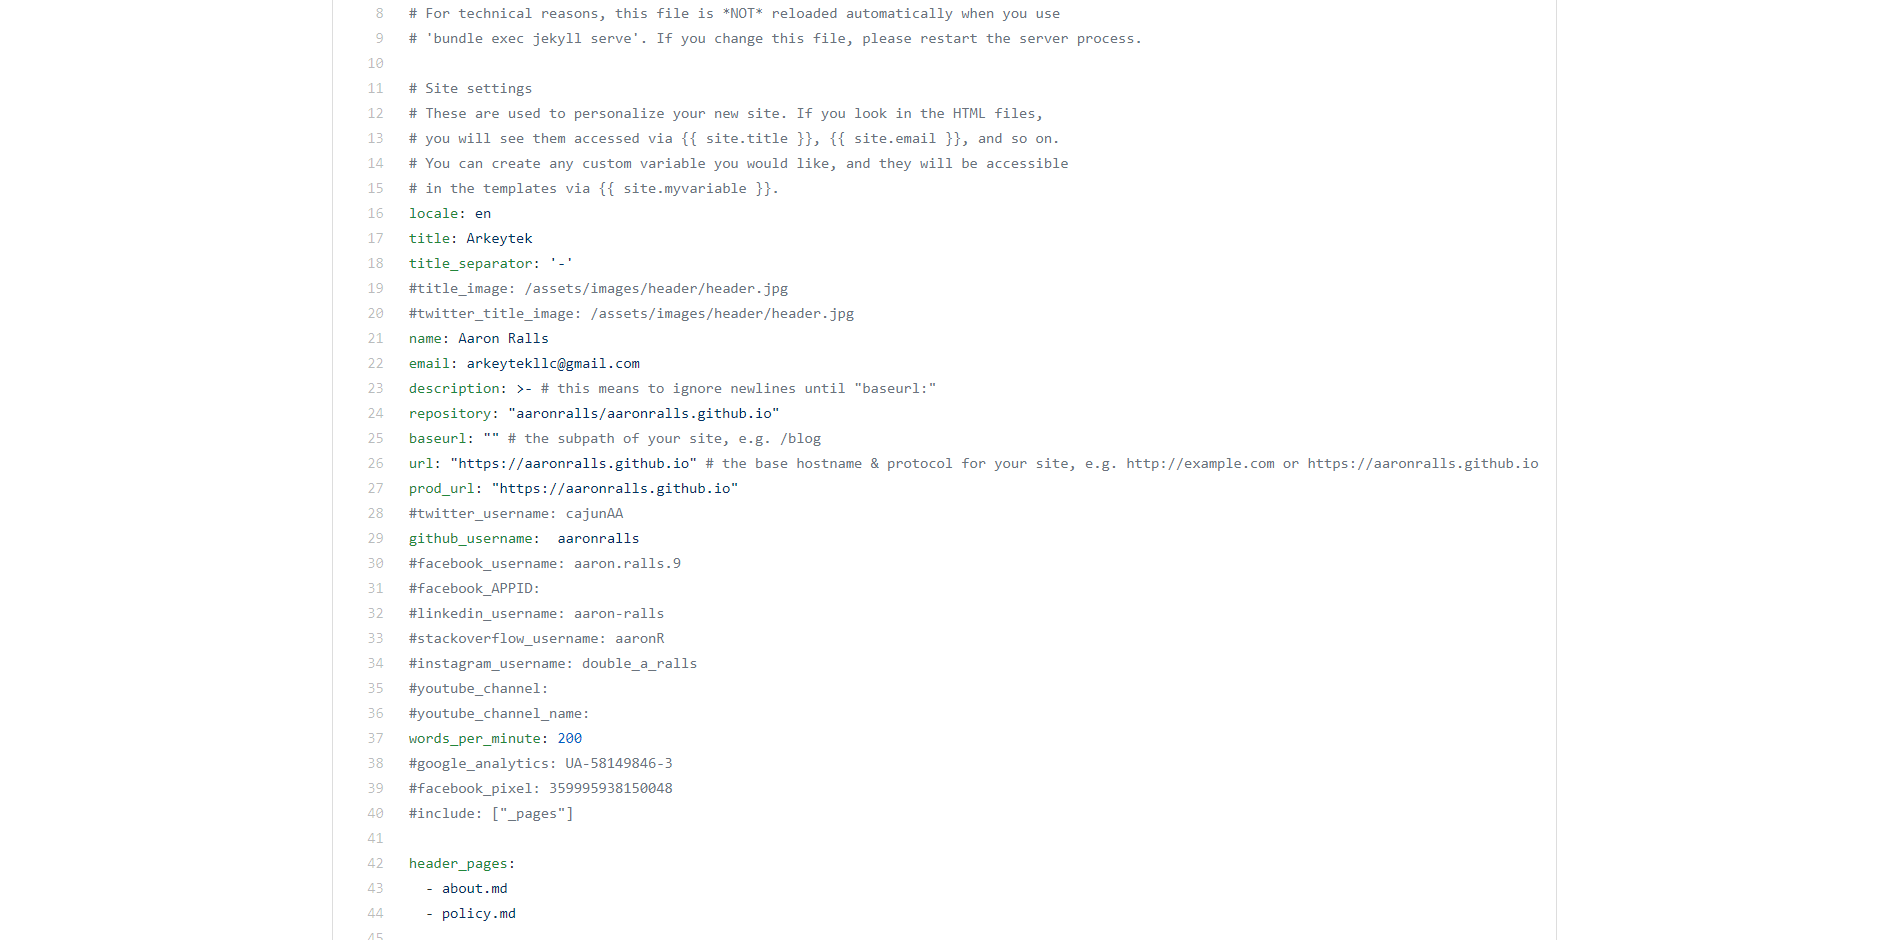 8 # For technical reasons, this file is *NOT* reloaded automatically when you use
9 # 'bundle exec jekyll serve'. If you change this file, please restart the server process.
10
11 # Site settings
12 # These are used to personalize your new site. If you look in the HTML files,
13 # you will see them accessed via {{ site.title }}, {{ site.email }}, and so on.
14 # You can create any custom variable you would like, and they will be accessible
15 # in the templates via {{ site.myvariable }}.
16 locale: en
17 title: Arkeytek
18 title_separator: '-'
19 #title_image: /assets/images/header/header.jpg
20 #twitter_title_image: /assets/images/header/header.jpg
21 name: Aaron Ralls
22 email: arkeytekllc@gmail.com
23 description: >- # this means to ignore newlines until "baseurl:"
24 repository: "aaronralls/aaronralls.github.io"
25 baseurl: "" # the subpath of your site, e.g. /blog
26 url: "https://aaronralls.github.io" # the base hostname & protocol for your site, e.g. http://example.com or https://aaronralls.github.io
27 prod_url: "https://aaronralls.github.io"
28 #twitter_username: cajunAA
29 github_username:  aaronralls
30 #facebook_username: aaron.ralls.9
31 #facebook_APPID:
32 #linkedin_username: aaron-ralls
33 #stackoverflow_username: aaronR
34 #instagram_username: double_a_ralls
35 #youtube_channel:
36 #youtube_channel_name:
37 words_per_minute: 200
38 #google_analytics: UA-58149846-3
39 #facebook_pixel: 359995938150048
40 #include: ["_pages"]
41
42 header_pages:
43   - about.md
44   - policy.md
45